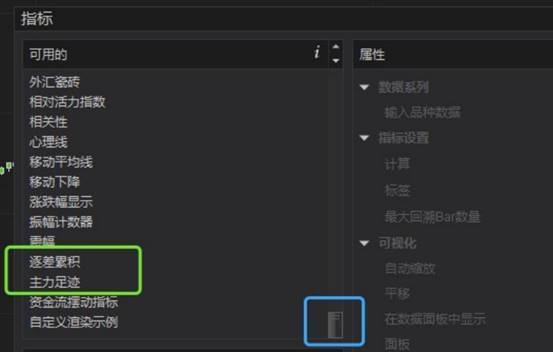 指标
可用的
i
外汇瓷砖
相对活力指数
相关性
心理线
移动平均线
移动下降
涨跌幅显示
振幅计数器
震幅
逐差累积
主力足迹
资金流摆动指标
自定义渲染示例
属性
数据系列
输入品种数据
指标设置
计算
标签
最大回溯Bar数量
可视化
自动缩放
平移
在数据面板中显示
面板